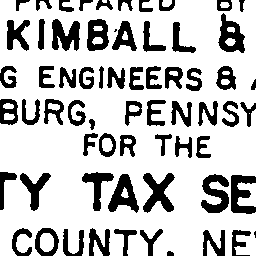 PREPARED BY
KIMBALL &
G ENGINEERS &
BURG, PENNSY
FOR THE
TY TAX SE
COUNTY, NE